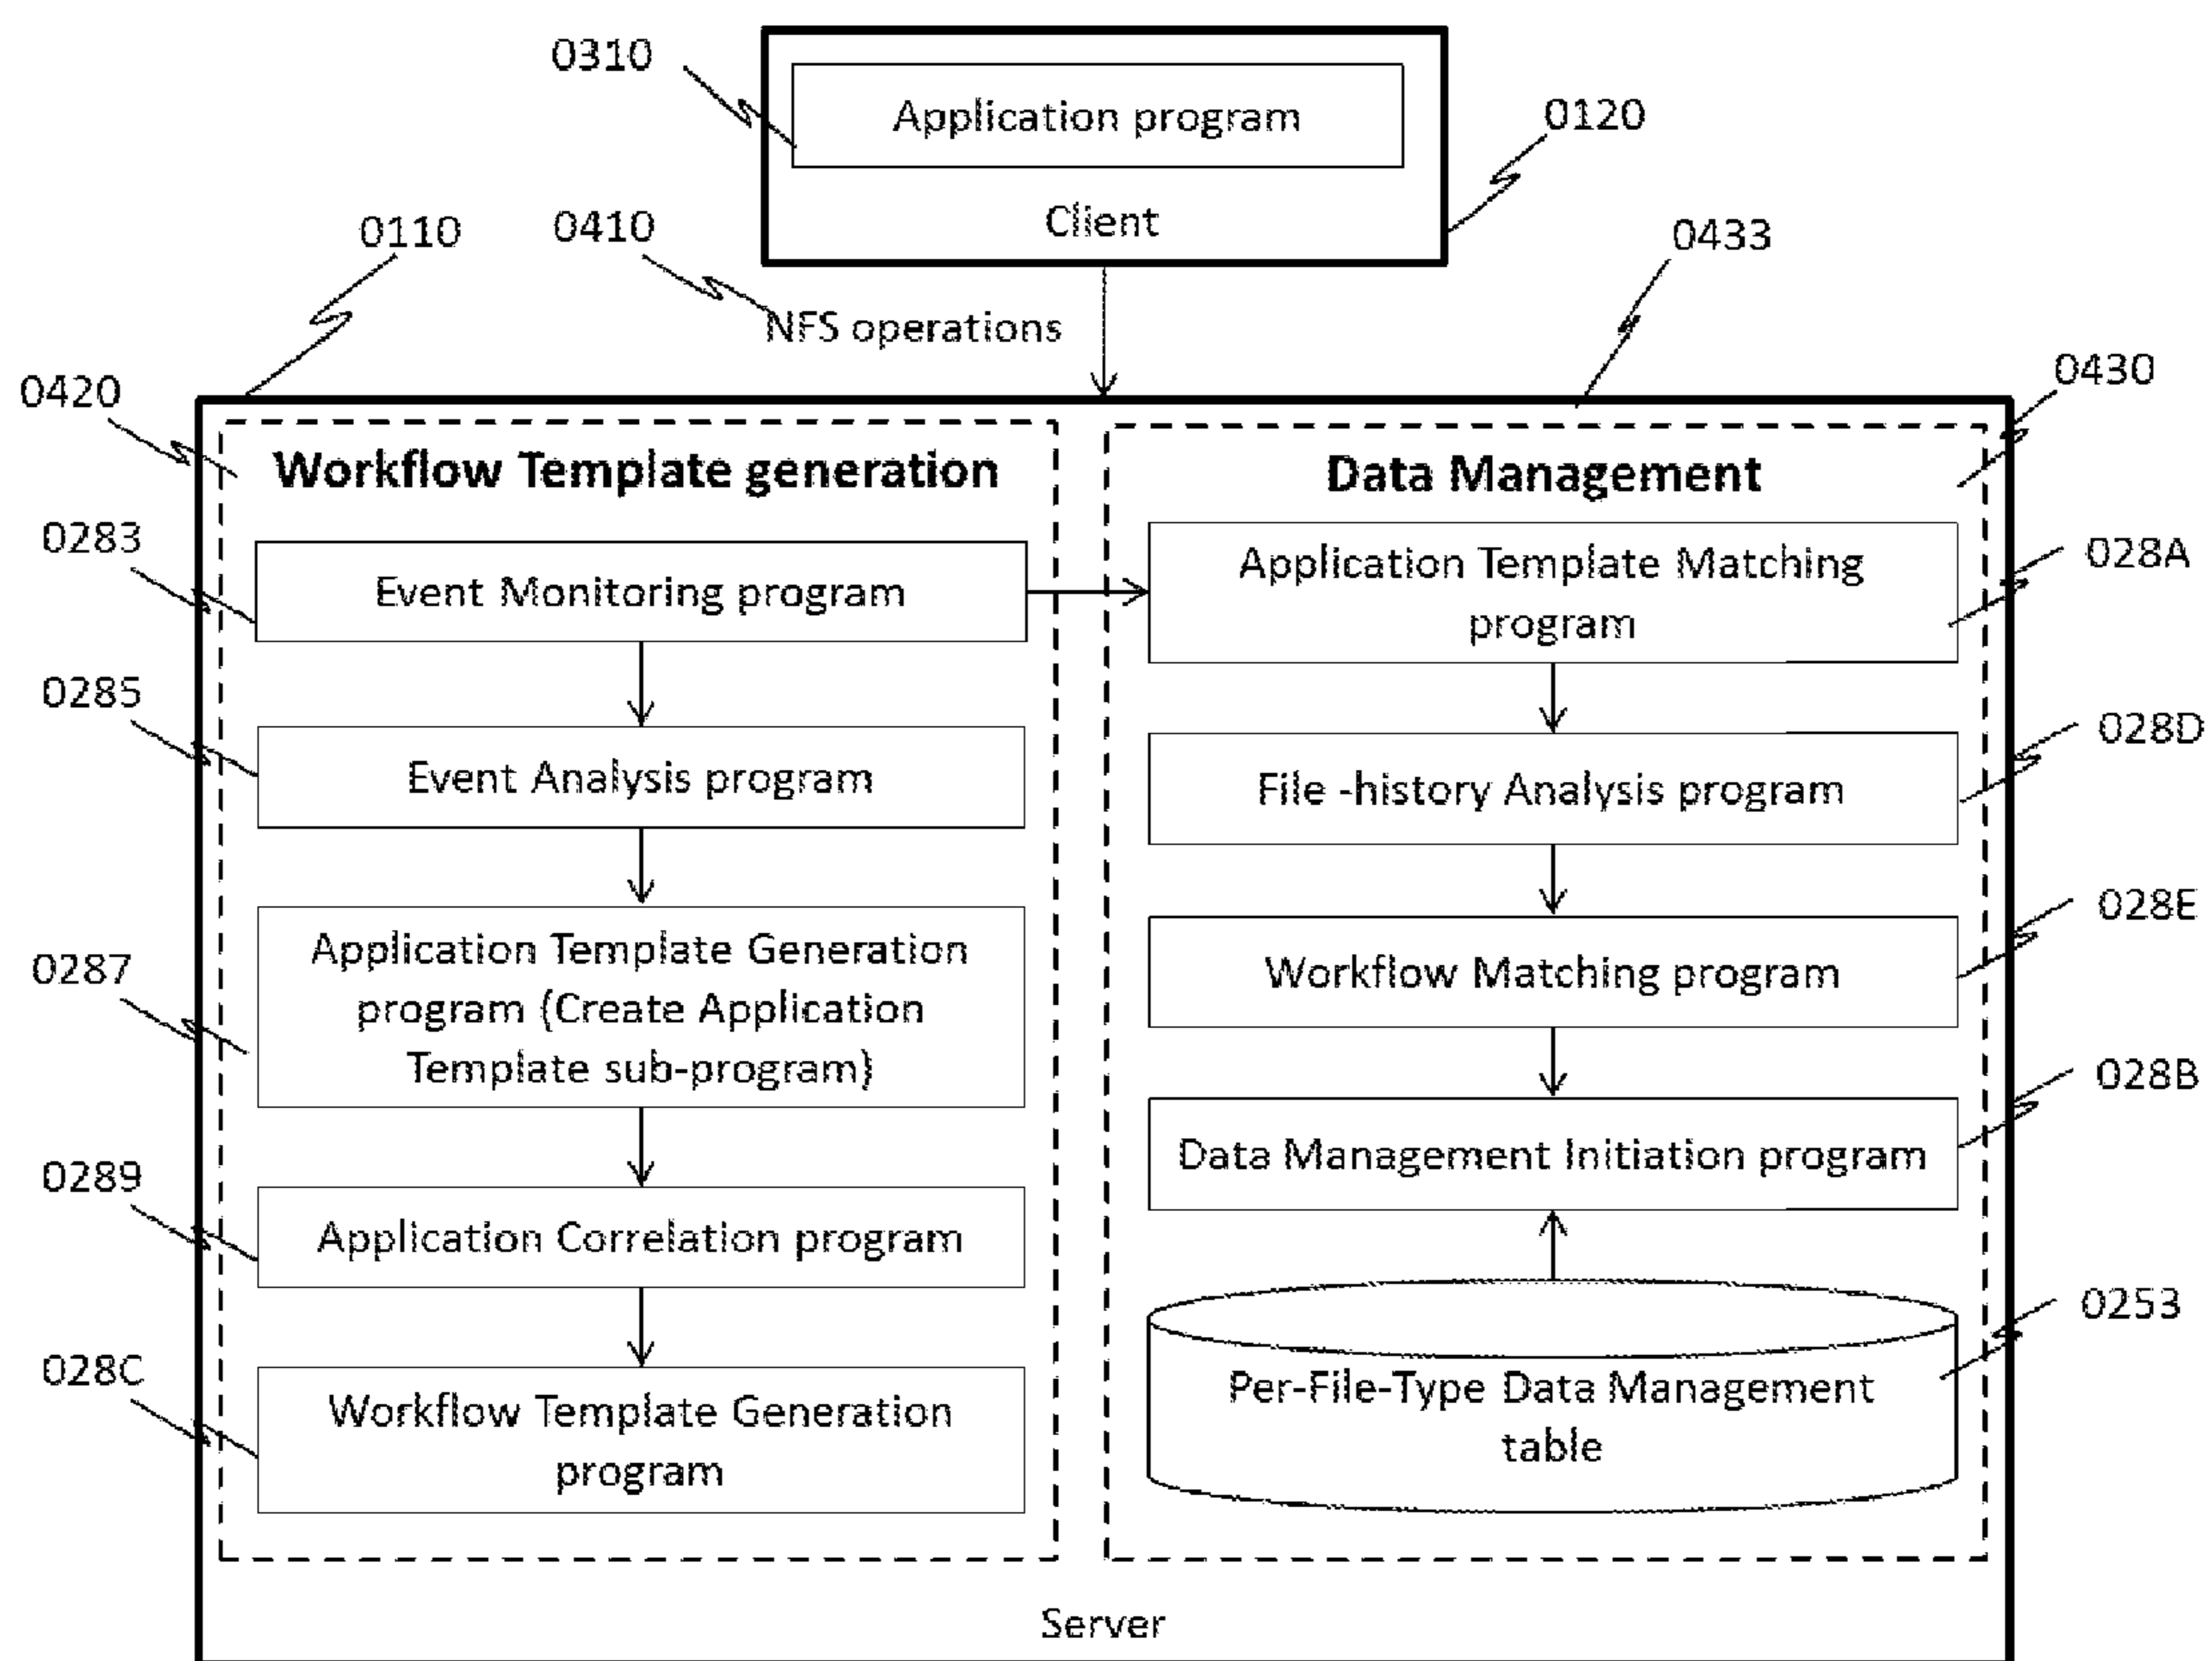 0310
Application program
0120
Client
0110
0410
0433
NFS operations
0420
0430
Workflow Template generation
Data Management
0283
Event Monitoring program
Application Template Matching
program
028A
0285
Event Analysis program
File -history Analysis program
028D
0287
Application Template Generation
program (Create Application
Template sub-program)
Workflow Matching program
028E
Data Management Initiation program
028B
0289
Application Correlation program
0253
028C
Workflow Template Generation
program
Per-File-Type Data Management
table
Server